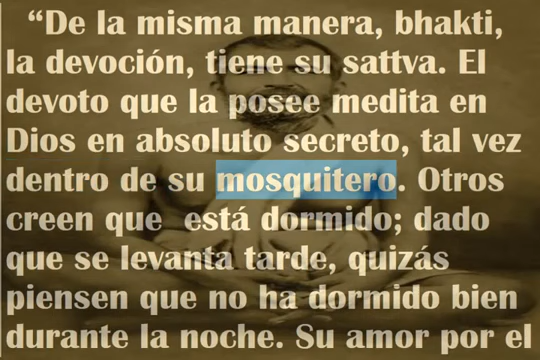 “De la misma manera, bhakti,
la devoción, tiene su sattva. El
devoto que la posee medita en
Dios en absoluto secreto, tal vez
dentro de su mosquitero. Otros
creen que está dormido; dado
que se levanta tarde, quizás
piensen que no ha dormido bien
durante la noche. Su amor por el